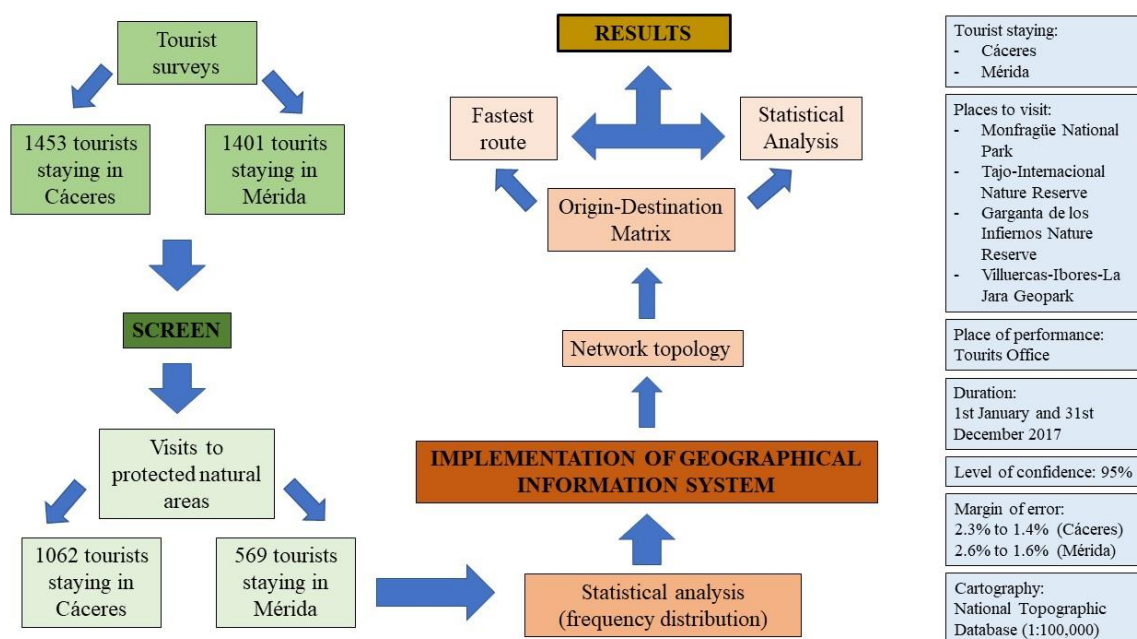 Tourist
surveys
1453 tourists
staying in
Cáceres
1401 tourits
staying in
Mérida
SCREEN
Visits to
protected natural
areas
1062 tourists
staying in
Cáceres
569 tourists
staying in
Mérida
RESULTS
Fastest
route
Statistical
Analysis
Origin-Destination
Matrix
Network topology
IMPLEMENTATION OF GEOGRAPHICAL
INFORMATION SYSTEM
Statistical analysis
(frequency distribution)
Tourist staying:
- Cáceres
- Mérida
Places to visit:
- Monfragüe National
Park
- Tajo-Internacional
Nature Reserve
- Garganta de los
Infiernos Nature
Reserve
- Villuercas-Ibores-La
Jara Geopark
Place of performance:
Tourits Office
Duration:
1st January and 31st
December 2017
Level of confidence: 95%
Margin of error:
2.3% to 1.4% (Cáceres)
2.6% to 1.6% (Mérida)
Cartography:
National Topographic
Database (1:100,000)